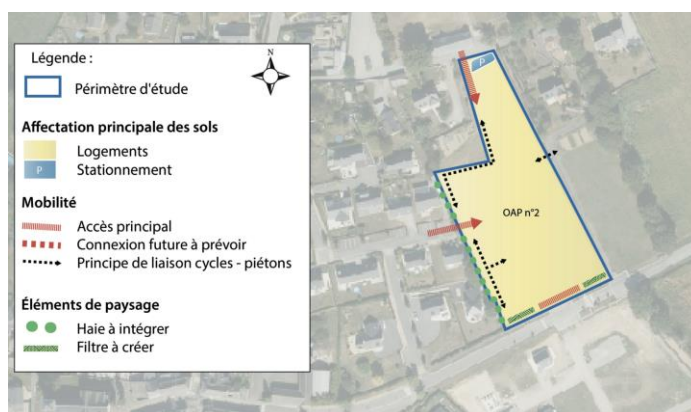 Légende :
N
Périmètre d'étude
Affectation principale des sols
Logements
P
Stationnement
Mobilité
Accès principal
Connexion future à prévoir
Principe de liaison cycles - piétons
Éléments de paysage
Haie à intégrer
Filtre à créer
P
OAP n°2